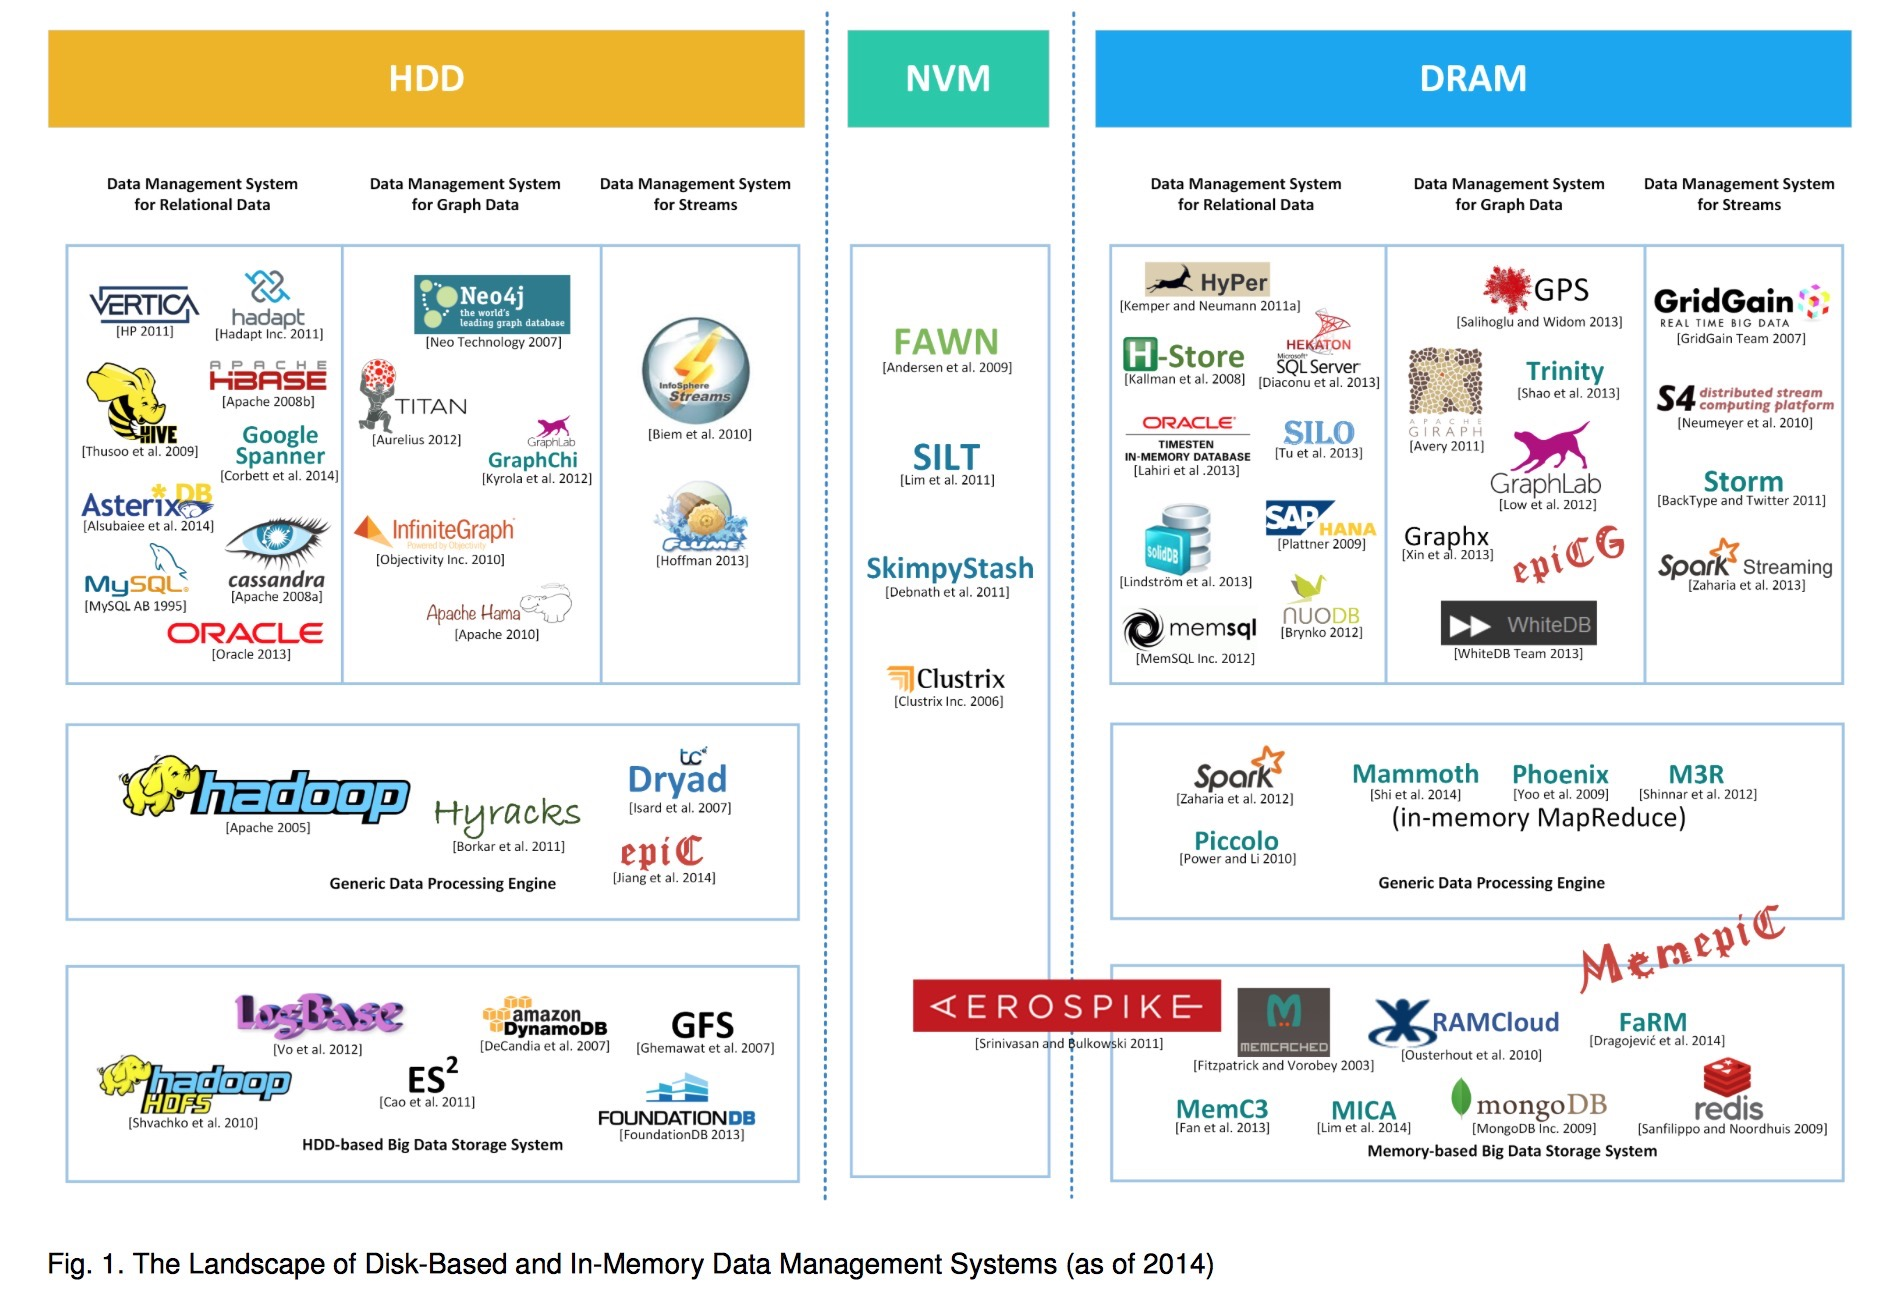 HDD
NVM
DRAM
Data Management System
for Relational Data
Data Management System
for Graph Data
Data Management System
for Streams
Data Management System
for Relational Data
Data Management System
for Graph Data
Data Management System
for Streams
VERTICA
[HP 2011]
hadapt
[Hadapt Inc. 2011]
HIVE
[Thusoo et al. 2009]
APACHE
HBASE
[Apache 2008b]
Google
Spanner
[Corbett et al. 2014]
Asterix DB
[Alsubaiee et al. 2014]
MySQL
[MySQL AB 1995]
cassandra
[Apache 2008a]
ORACLE
[Oracle 2013]
Neo4j
the world's
leading graph database
[Neo Technology 2007]
TITAN
[Aurelius 2012]
GraphLab
GraphChi
[Kyrola et al. 2012]
InfiniteGraph
Powered by Objectivity
[Objectivity Inc. 2010]
Apache Hama
[Apache 2010]
InfoSphere
Streams
[Biem et al. 2010]
FLUME
[Hoffman 2013]
FAWN
[Andersen et al. 2009]
SILT
[Lim et al. 2011]
SkimpyStash
[Debnath et al. 2011]
Clustrix
[Clustrix Inc. 2006]
HyPer
[Kemper and Neumann 2011a]
H-Store
[Kallman et al. 2008]
HEKATON
Microsoft
SQL Server
[Diaconu et al. 2013]
ORACLE
TIMESTEN
IN-MEMORY DATABASE
[Lahiri et al .2013]
SILO
[Tu et al. 2013]
solidDB
[Lindström et al. 2013]
SAP HANA
[Plattner 2009]
memsql
[MemSQL Inc. 2012]
NUODB
[Brynko 2012]
GPS
[Salihoglu and Widom 2013]
APACHE
GIRAPH
[Avery 2011]
Trinity
[Shao et al. 2013]
GraphLab
[Low et al. 2012]
Graphx
[Xin et al. 2013]
epiCG
WhiteDB
[WhiteDB Team 2013]
GridGain
REAL TIME BIG DATA
[GridGain Team 2007]
S4 distributed stream
computing platform
[Neumeyer et al. 2010]
Storm
[BackType and Twitter 2011]
Spark Streaming
[Zaharia et al. 2013]
hadoop
[Apache 2005]
Hyracks
[Borkar et al. 2011]
Dryad
[Isard et al. 2007]
epiC
[Jiang et al. 2014]
Generic Data Processing Engine
Spark
[Zaharia et al. 2012]
Mammoth
[Shi et al. 2014]
Phoenix
[Yoo et al. 2009]
M3R
[Shinnar et al. 2012]
(in-memory MapReduce)
Piccolo
[Power and Li 2010]
Generic Data Processing Engine
MemepiC
LogBase
[Vo et al. 2012]
amazon
DynamoDB
[DeCandia et al. 2007]
GFS
[Ghemawat et al. 2007]
hadoop
HDFS
[Shvachko et al. 2010]
ES²
[Cao et al. 2011]
FOUNDATIONDB
[FoundationDB 2013]
HDD-based Big Data Storage System
AEROSPIKE
[Srinivasan and Bulkowski 2011]
MEMCACHED
[Fitzpatrick and Vorobey 2003]
RAMCloud
[Ousterhout et al. 2010]
FaRM
[Dragojević et al. 2014]
MemC3
[Fan et al. 2013]
MICA
[Lim et al. 2014]
mongoDB
[MongoDB Inc. 2009]
redis
[Sanfilippo and Noordhuis 2009]
Memory-based Big Data Storage System
Fig. 1. The Landscape of Disk-Based and In-Memory Data Management Systems (as of 2014)